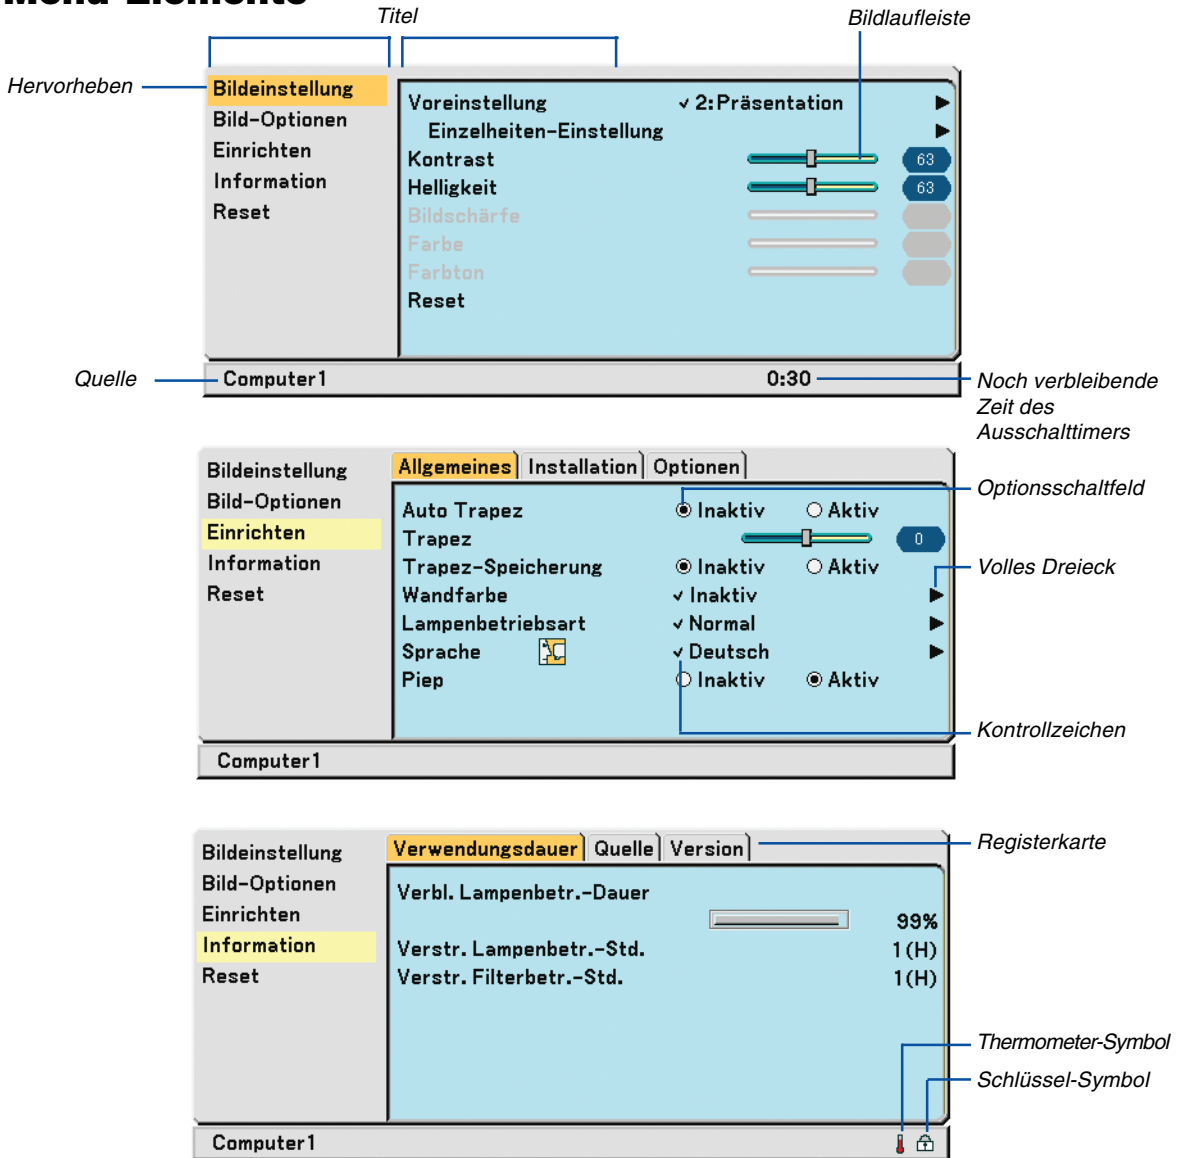 Menü-Elemente
Titel
Bildlaufleiste
Hervorheben
Bildeinstellung
Bild-Optionen
Einrichten
Information
Reset
Voreinstellung 2:Präsentation
Einzelheiten-Einstellung
Kontrast 63
Helligkeit 63
Bildschärfe
Farbe
Farbton
Reset
Quelle
Computer1 0:30
Noch verbleibende
Zeit des
Ausschalttimers
Bildeinstellung
Bild-Optionen
Einrichten
Information
Reset
Allgemeines Installation Optionen
Auto Trapez Inaktiv Aktiv
Trapez 0
Trapez-Speicherung Inaktiv Aktiv
Wandfarbe Inaktiv
Lampenbetriebsart Normal
Sprache Deutsch
Piep Inaktiv Aktiv
Optionsschaltfeld
Volles Dreieck
Kontrollzeichen
Computer1
Bildeinstellung
Bild-Optionen
Einrichten
Information
Reset
Verwendungsdauer Quelle Version
Registerkarte
Verbl. Lampenbetr.-Dauer
99%
Verstr. Lampenbetr.-Std. 1(H)
Verstr. Filterbetr.-Std. 1(H)
Thermometer-Symbol
Schlüssel-Symbol
Computer1